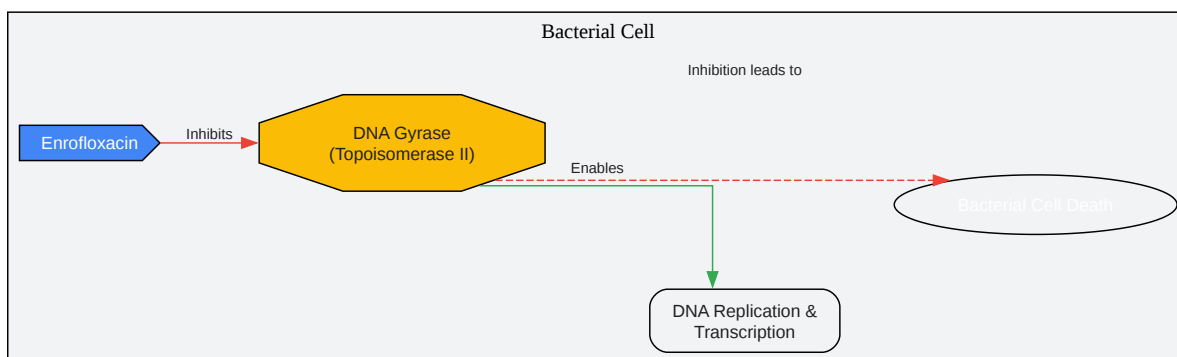 Bacterial Cell
Inhibition leads to
Enrofloxacin
Inhibits
DNA Gyrase
(Topoisomerase II)
Enables
Bacterial Cell Death
DNA Replication &
Transcription